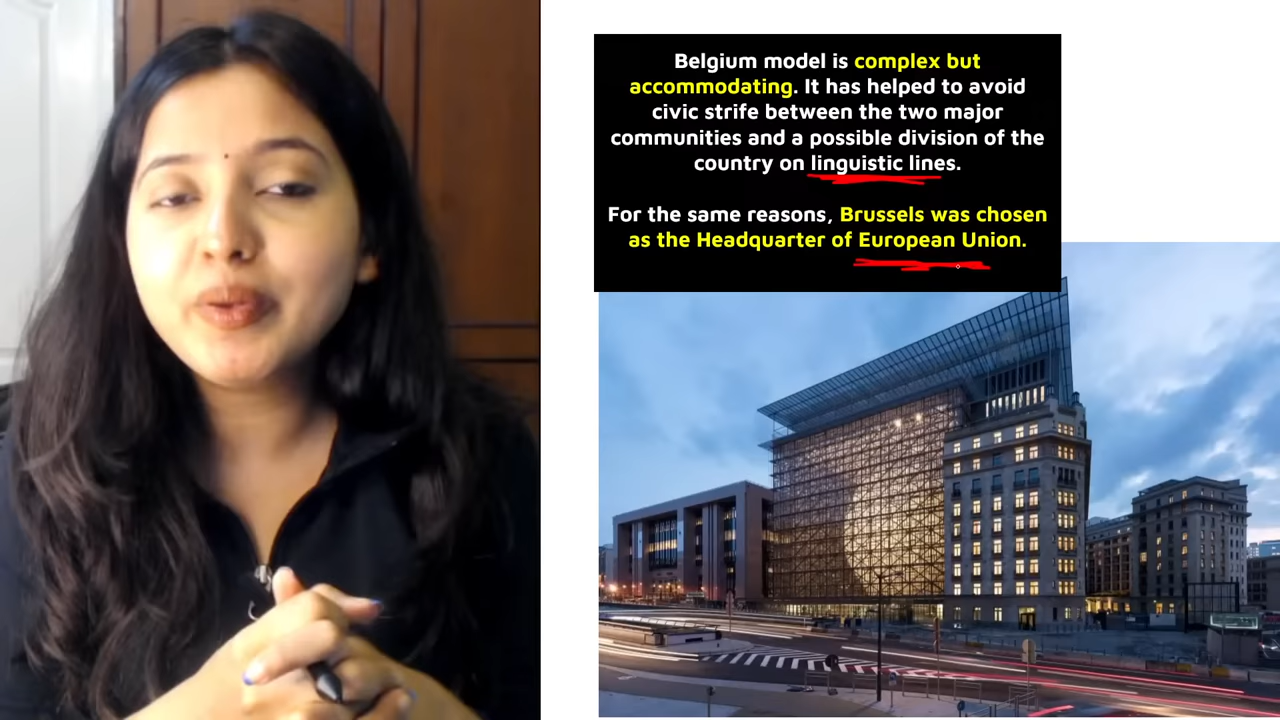 Belgium model is complex but
accommodating. It has helped to avoid
civic strife between the two major
communities and a possible division of the
country on linguistic lines.
For the same reasons, Brussels was chosen
as the Headquarter of European Union.